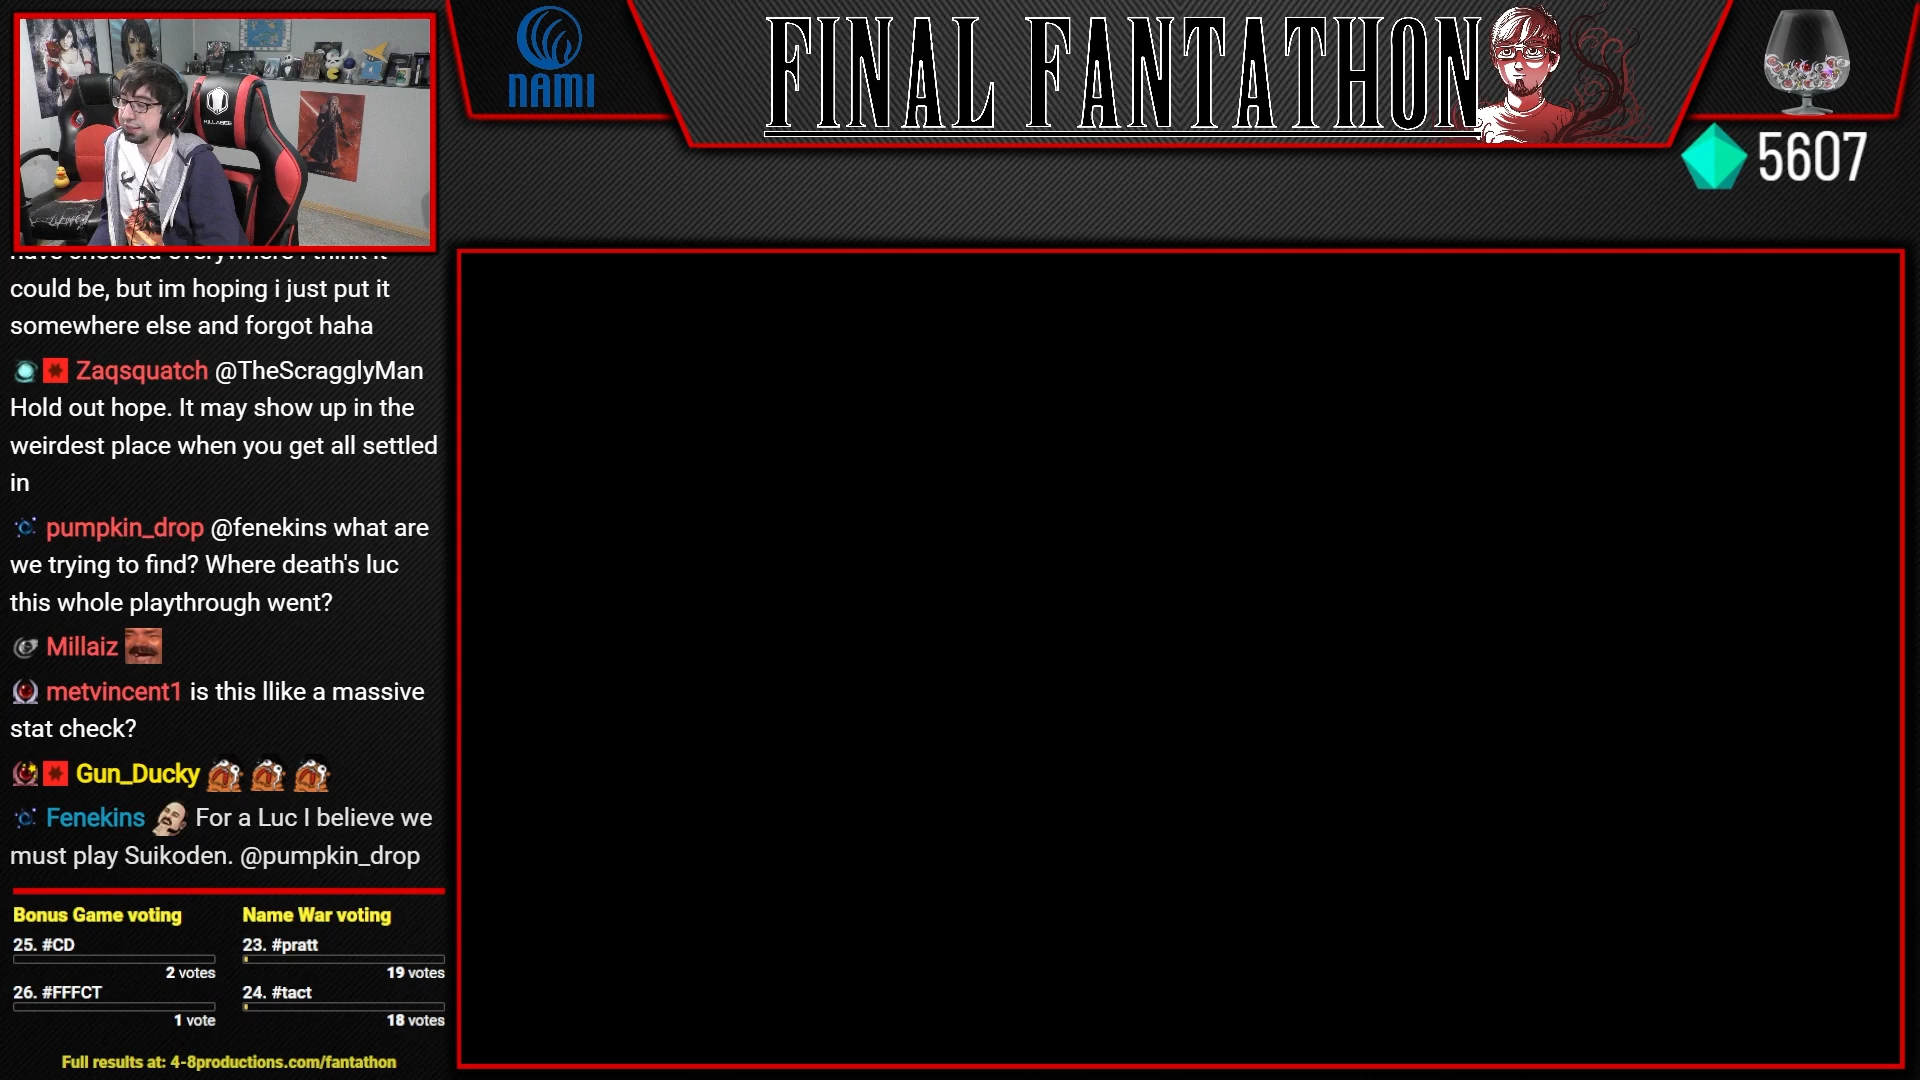 NAMI
FINAL FANTATHON
5607
have checked everywhere i think it
could be, but im hoping i just put it
somewhere else and forgot haha
Zaqsquatch @TheScragglyMan
Hold out hope. It may show up in the
weirdest place when you get all settled
in
pumpkin_drop @fenekins what are
we trying to find? Where death's luc
this whole playthrough went?
Millaiz
metvincent1 is this llike a massive
stat check?
Gun_Ducky
Fenekins For a Luc I believe we
must play Suikoden. @pumpkin_drop
Bonus Game voting
25. #CD
2 votes
26. #FFFCT
1 vote
Name War voting
23. #pratt
19 votes
24. #tact
18 votes
Full results at: 4-8productions.com/fantathon